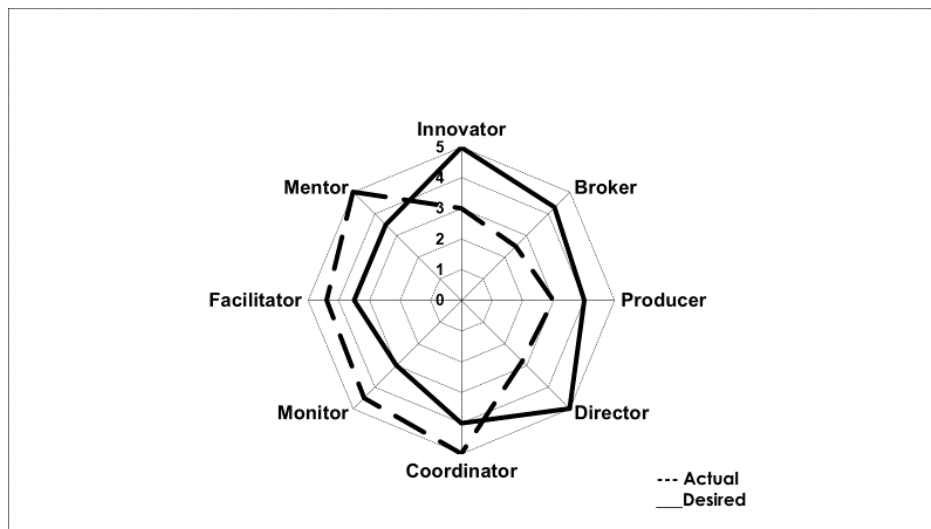 Innovator
5
Mentor
4
Broker
3
2
1
Facilitator
0
Producer
Monitor
Director
Coordinator
--- Actual
___Desired